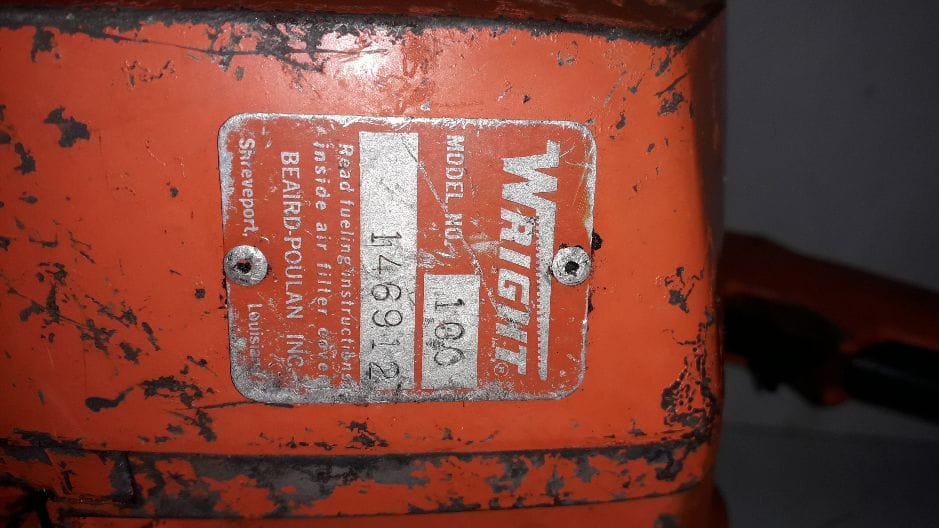 WRIGHT®
MODEL NO. 100
146912
Read fueling instructions
inside air filter cover
BEAIRD-POULAN INC.
Shreveport, Louisiana